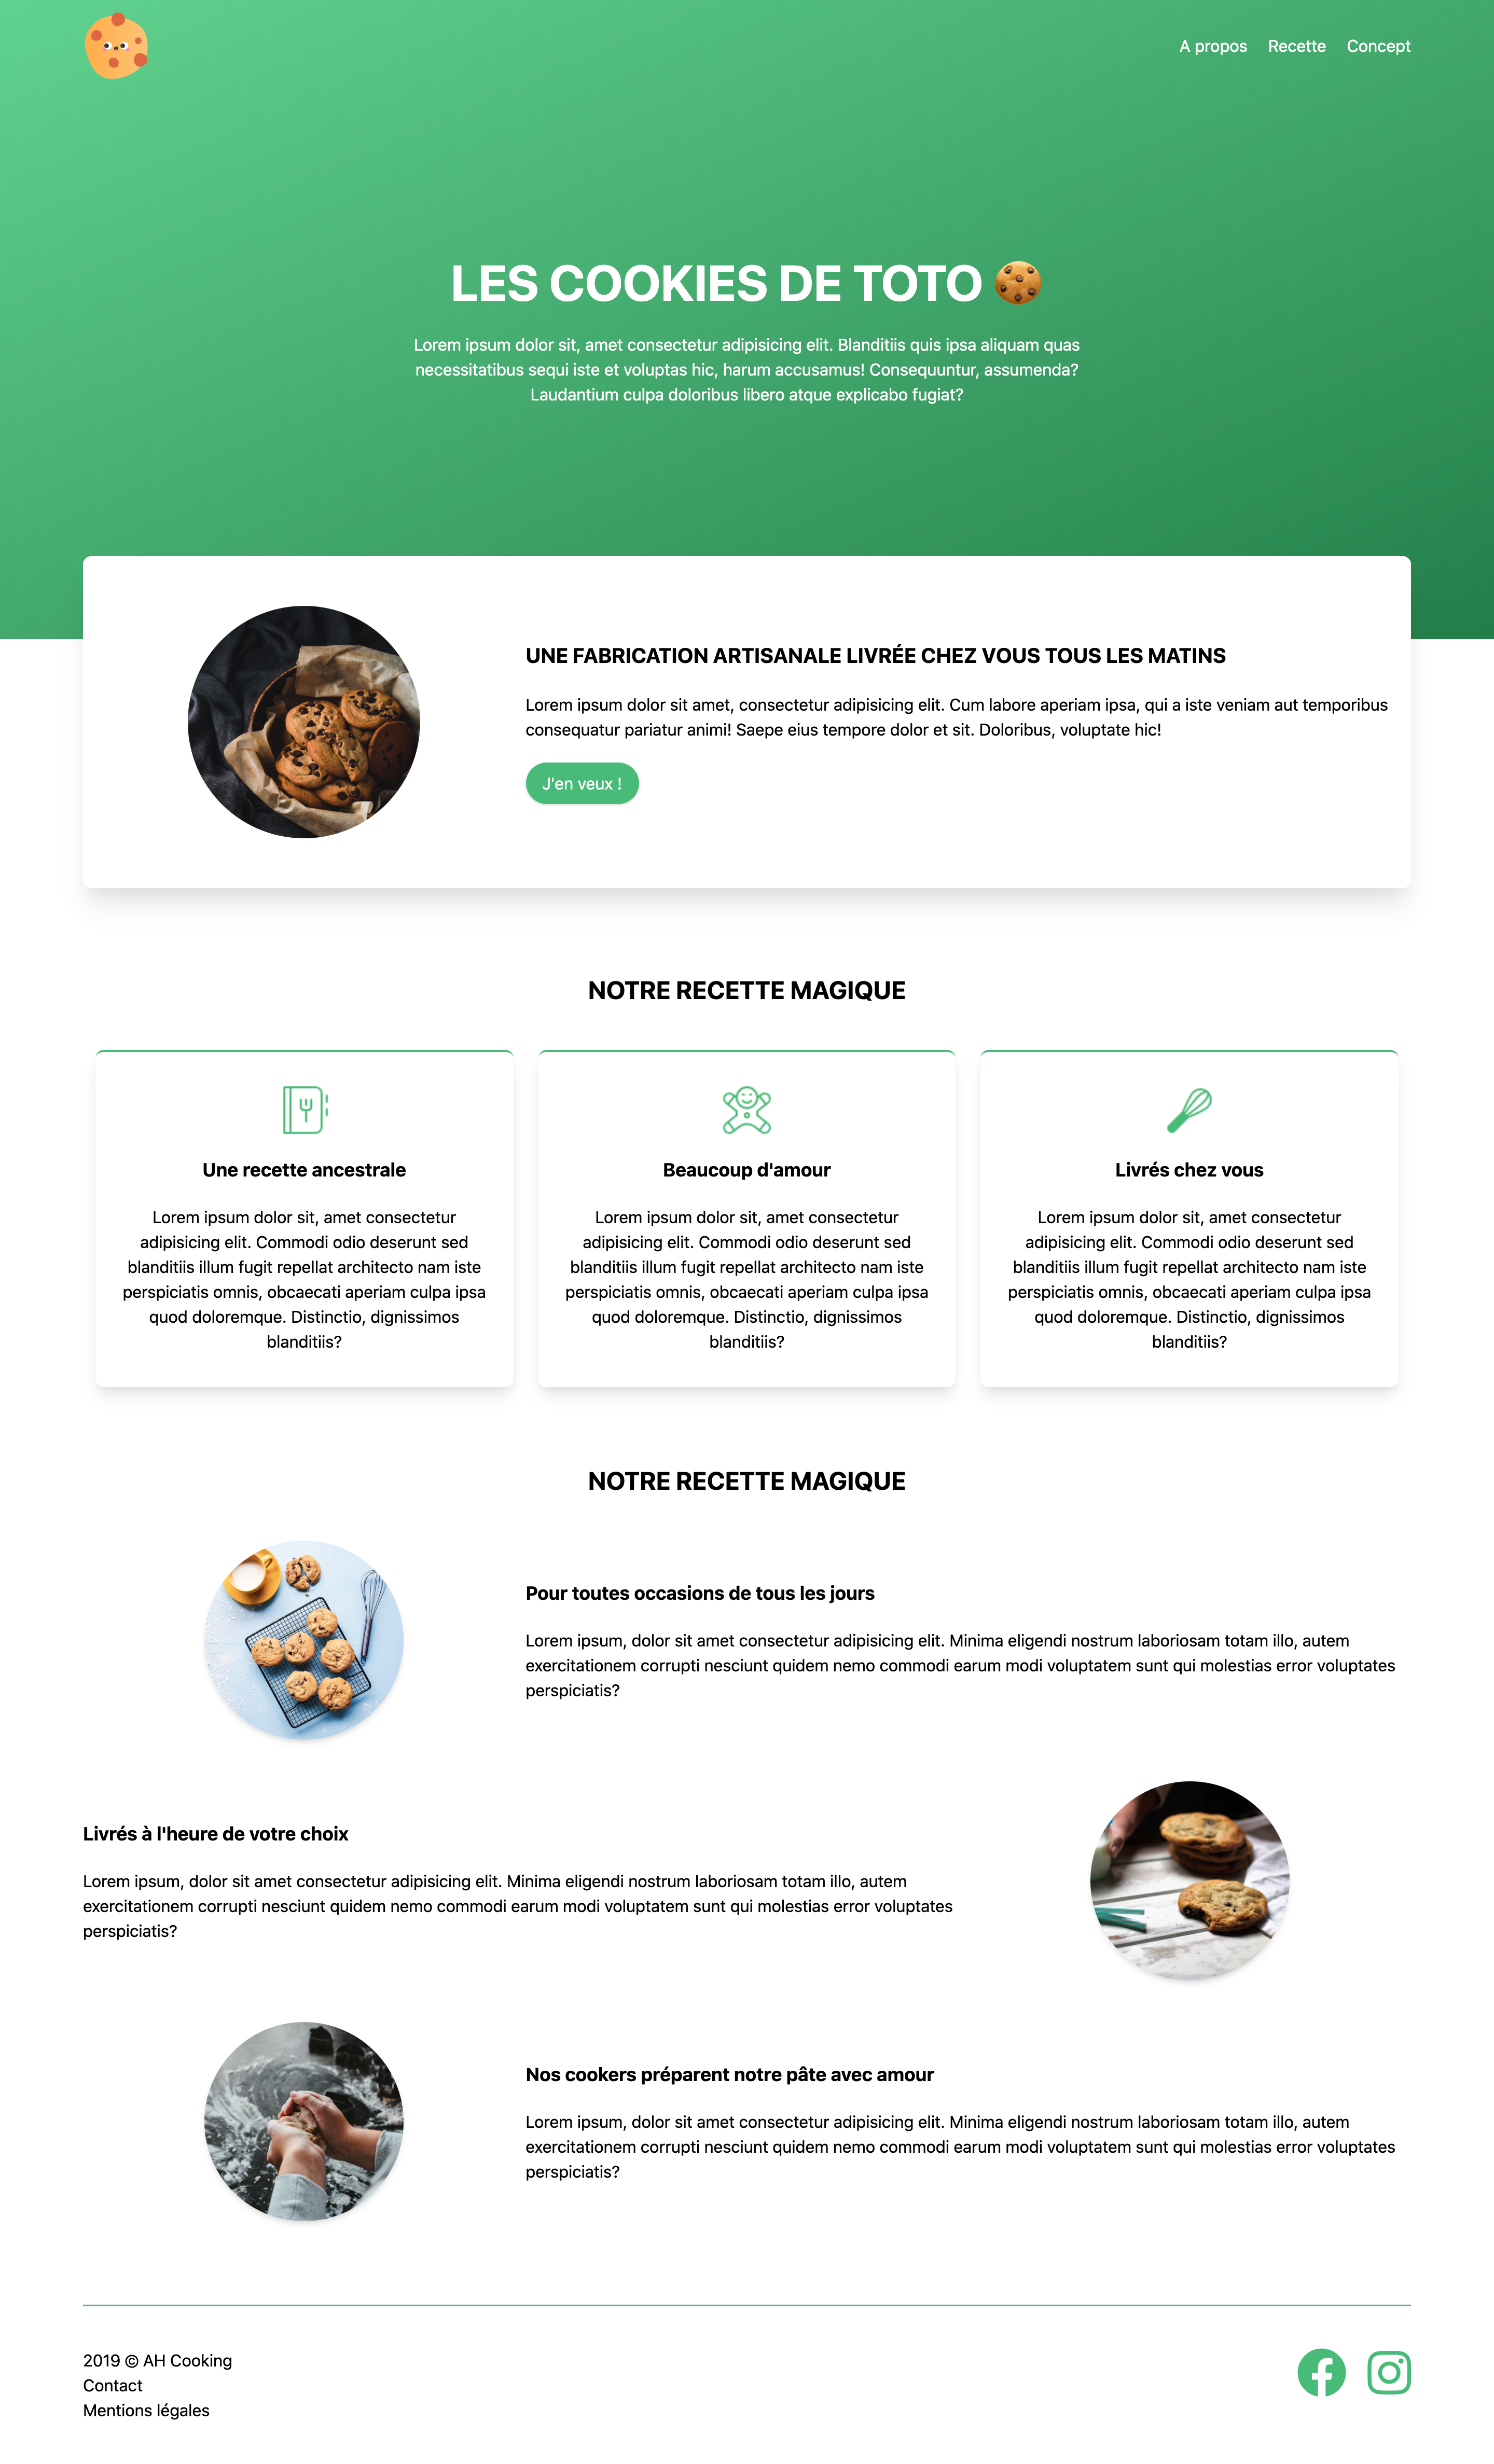 A propos Recette Concept
LES COOKIES DE TOTO 🍪
Lorem ipsum dolor sit, amet consectetur adipisicing elit. Blanditiis quis ipsa aliquam quas
necessitatibus sequi iste et voluptas hic, harum accusamus! Consequuntur, assumenda?
Laudantium culpa doloribus libero atque explicabo fugiat?
UNE FABRICATION ARTISANALE LIVRÉE CHEZ VOUS TOUS LES MATINS
Lorem ipsum dolor sit amet, consectetur adipisicing elit. Cum labore aperiam ipsa, qui a iste veniam aut temporibus
consequatur pariatur animi! Saepe eius tempore dolor et sit. Doloribus, voluptate hic!
J'en veux !
NOTRE RECETTE MAGIQUE
Une recette ancestrale
Lorem ipsum dolor sit, amet consectetur
adipisicing elit. Commodi odio deserunt sed
blanditiis illum fugit repellat architecto nam iste
perspiciatis omnis, obcaecati aperiam culpa ipsa
quod doloremque. Distinctio, dignissimos
blanditiis?
Beaucoup d'amour
Lorem ipsum dolor sit, amet consectetur
adipisicing elit. Commodi odio deserunt sed
blanditiis illum fugit repellat architecto nam iste
perspiciatis omnis, obcaecati aperiam culpa ipsa
quod doloremque. Distinctio, dignissimos
blanditiis?
Livrés chez vous
Lorem ipsum dolor sit, amet consectetur
adipisicing elit. Commodi odio deserunt sed
blanditiis illum fugit repellat architecto nam iste
perspiciatis omnis, obcaecati aperiam culpa ipsa
quod doloremque. Distinctio, dignissimos
blanditiis?
NOTRE RECETTE MAGIQUE
Pour toutes occasions de tous les jours
Lorem ipsum, dolor sit amet consectetur adipisicing elit. Minima eligendi nostrum laboriosam totam illo, autem
exercitationem corrupti nesciunt quidem nemo commodi earum modi voluptatem sunt qui molestias error voluptates
perspiciatis?
Livrés à l'heure de votre choix
Lorem ipsum, dolor sit amet consectetur adipisicing elit. Minima eligendi nostrum laboriosam totam illo, autem
exercitationem corrupti nesciunt quidem nemo commodi earum modi voluptatem sunt qui molestias error voluptates
perspiciatis?
Nos cookers préparent notre pâte avec amour
Lorem ipsum, dolor sit amet consectetur adipisicing elit. Minima eligendi nostrum laboriosam totam illo, autem
exercitationem corrupti nesciunt quidem nemo commodi earum modi voluptatem sunt qui molestias error voluptates
perspiciatis?
2019 © AH Cooking
Contact
Mentions légales